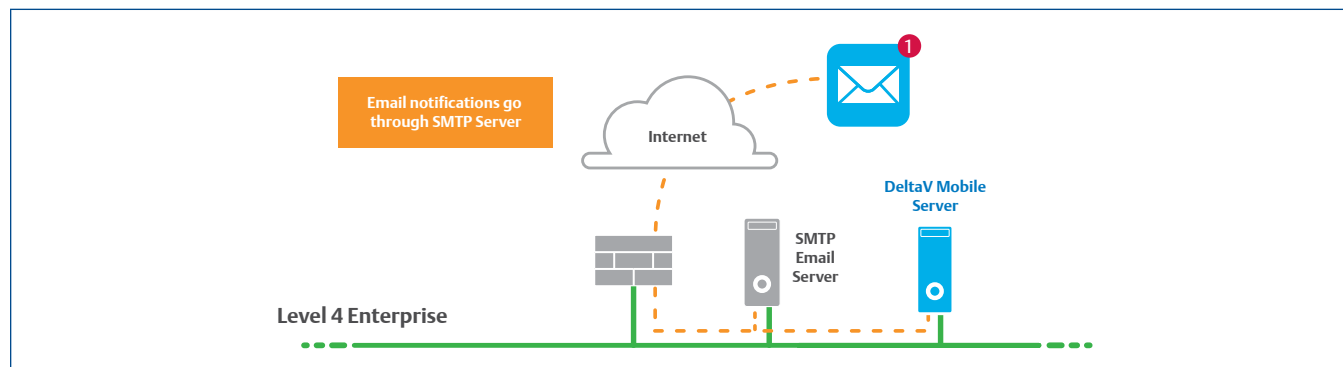 Email notifications go
through SMTP Server
1
Internet
DeltaV Mobile
Server
SMTP
Email
Server
Level 4 Enterprise